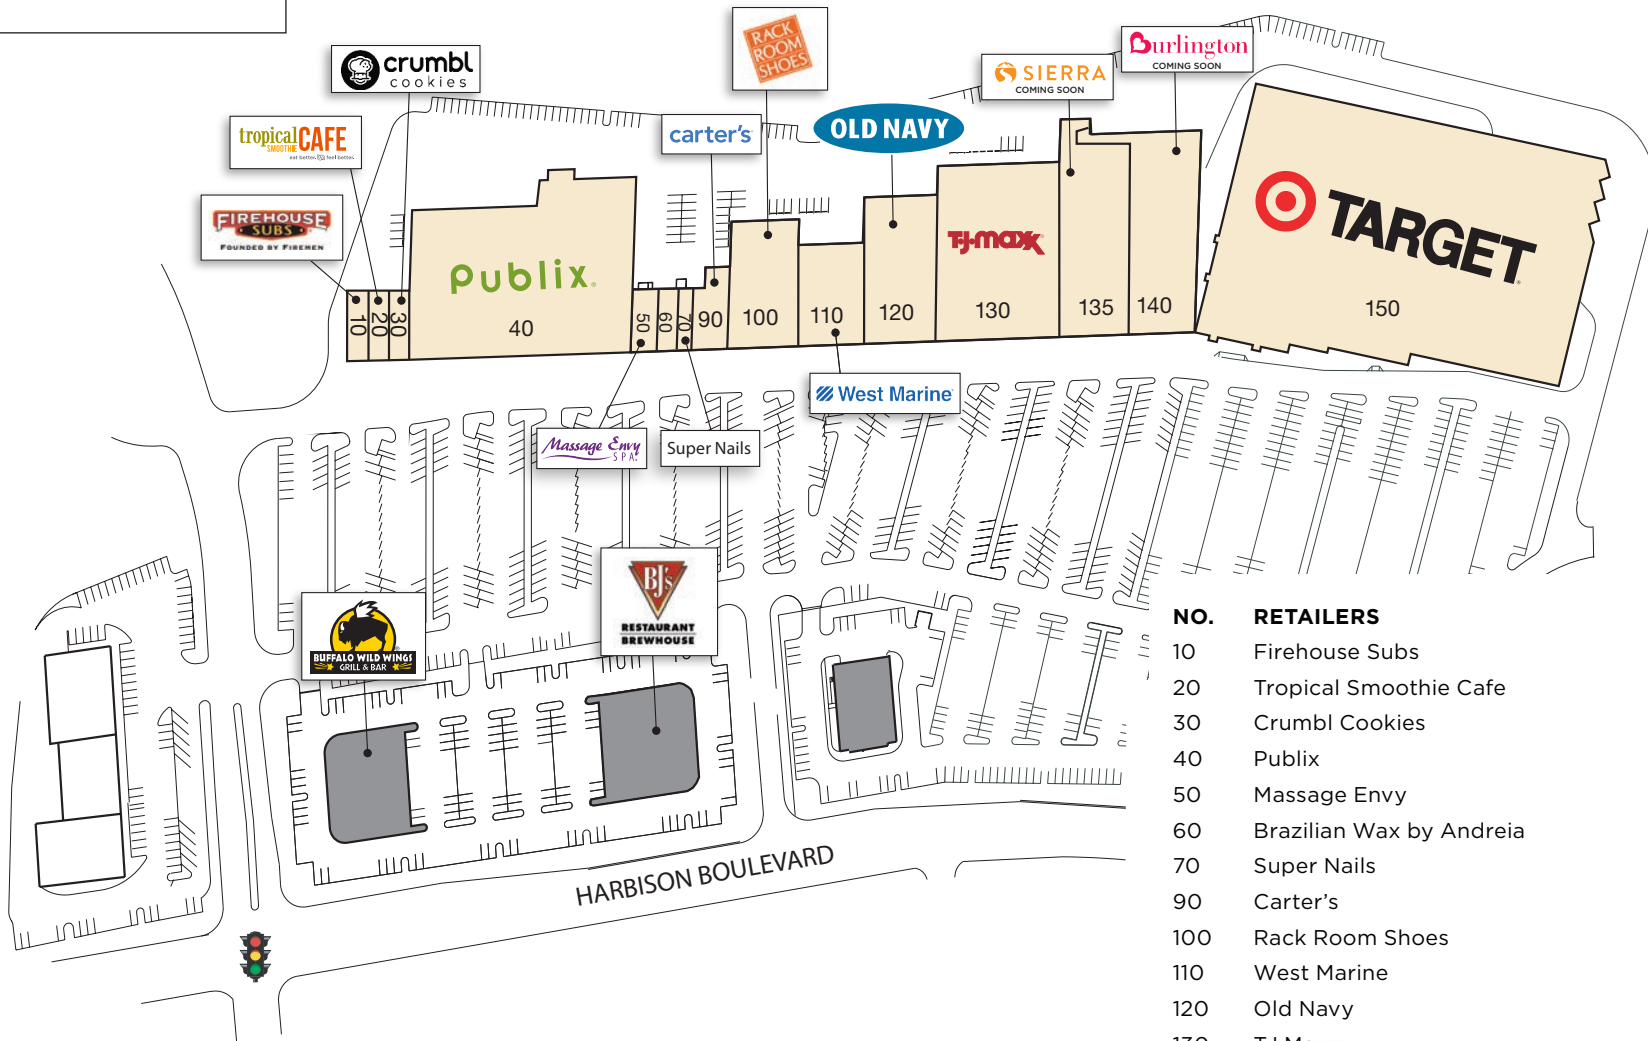 RACK
ROOM
SHOES
Burlington
COMING SOON
crumbl
cookies
SIERRA
COMING SOON
tropical CAFE
SMOOTHIE
eat better. feel better.
carter's
OLD NAVY
FIREHOUSE
SUBS
FOUNDED BY FIREMEN
Publix.
T·J·maxx
TARGET
10
20
30
40
50
60
70
90
100
110
120
130
135
140
150
West Marine
Massage Envy
SPA.
Super Nails
BJ's
RESTAURANT
BREWHOUSE
BUFFALO WILD WINGS
GRILL & BAR
HARBISON BOULEVARD
NO. RETAILERS
10 Firehouse Subs
20 Tropical Smoothie Cafe
30 Crumbl Cookies
40 Publix
50 Massage Envy
60 Brazilian Wax by Andreia
70 Super Nails
90 Carter's
100 Rack Room Shoes
110 West Marine
120 Old Navy